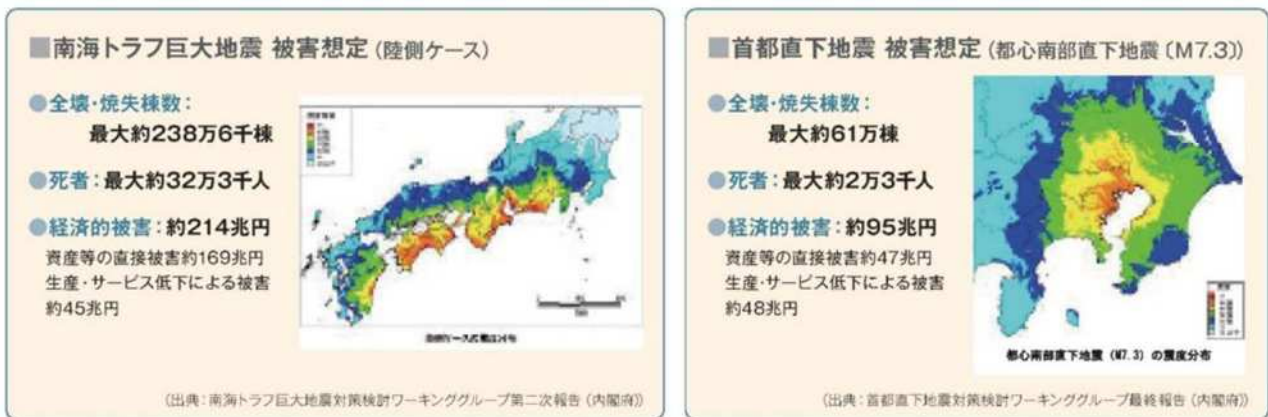 ■南海トラフ巨大地震 被害想定 (陸側ケース)
●全壊・焼失棟数：
最大約238万6千棟
●死者：最大約32万3千人
●経済的被害：約214兆円
資産等の直接被害約169兆円
生産・サービス低下による被害
約45兆円
(出典：南海トラフ巨大地震対策検討ワーキンググループ第二次報告 (内閣府))
■首都直下地震 被害想定 (都心南部直下地震〔M7.3〕)
●全壊・焼失棟数：
最大約61万棟
●死者：最大約2万3千人
●経済的被害：約95兆円
資産等の直接被害約47兆円
生産・サービス低下による被害
約48兆円
都心南部直下地震 (M7.3) の震度分布
(出典：首都直下地震対策検討ワーキンググループ最終報告 (内閣府))